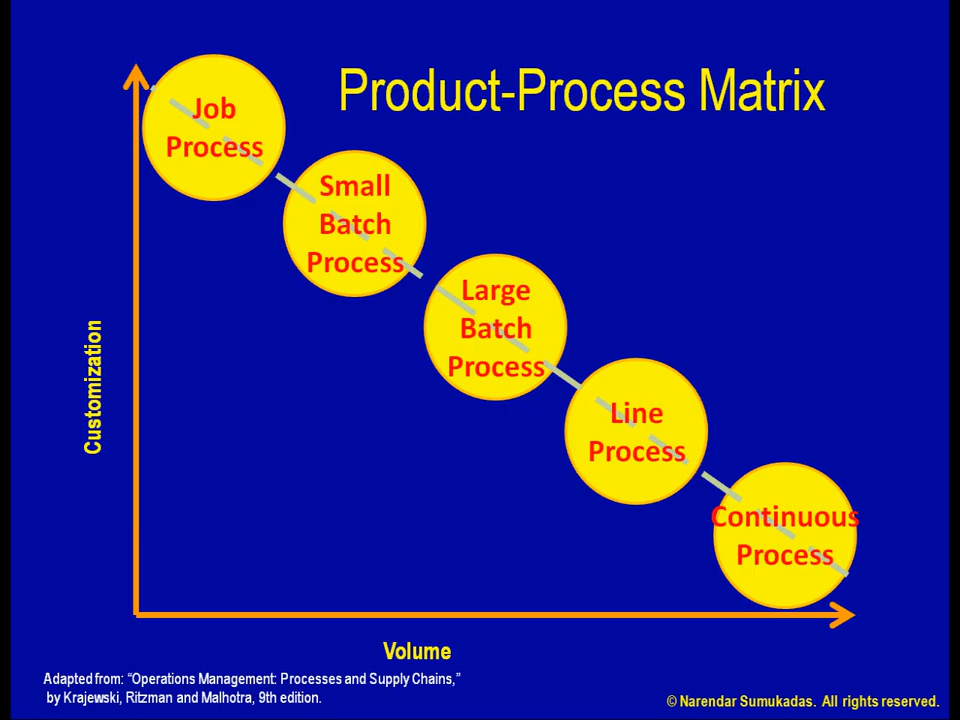 Product-Process Matrix
Job
Process
Small
Batch
Process
Large
Batch
Process
Line
Process
Continuous
Process
Customization
Volume
Adapted from: “Operations Management: Processes and Supply Chains,”
by Krajewski, Ritzman and Malhotra, 9th edition.
© Narendar Sumukadas. All rights reserved.